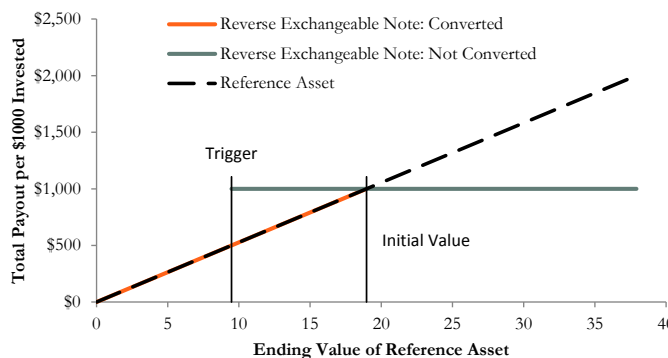 $2,500
$2,000
$1,500
$1,000
$500
$0
Total Payout per $1000 Invested
Reverse Exchangeable Note: Converted
Reverse Exchangeable Note: Not Converted
Reference Asset
Trigger
Initial Value
0 5 10 15 20 25 30 35 40
Ending Value of Reference Asset